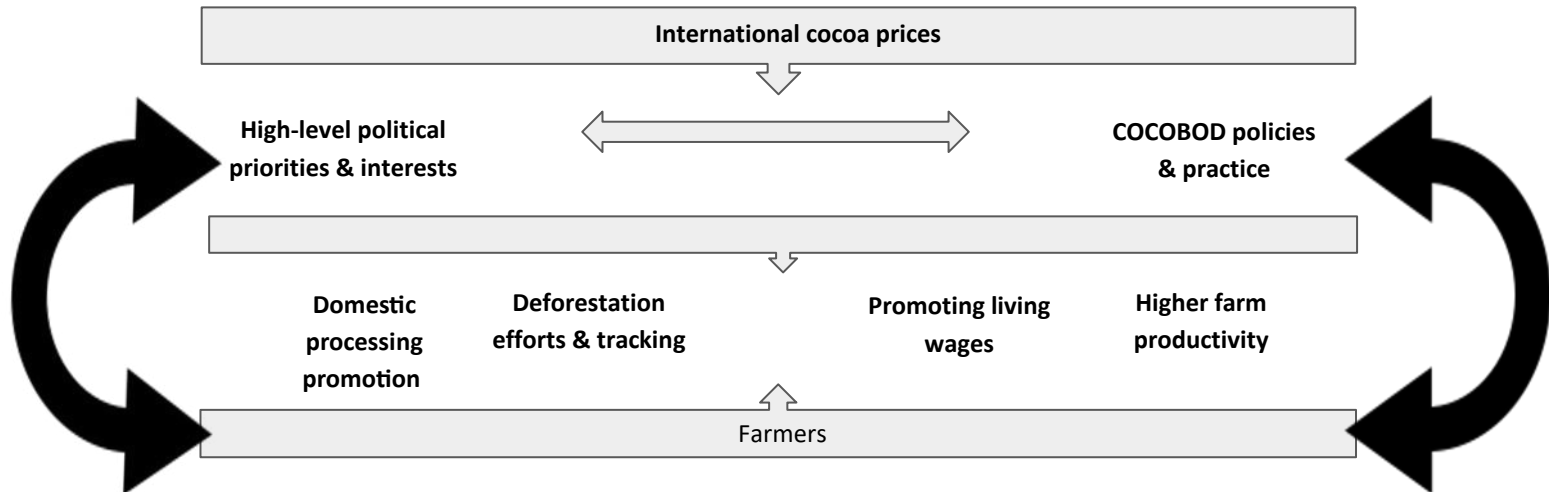 International cocoa prices
High-level political
priorities & interests
COCOBOD policies
& practice
Domestic
processing
promotion
Deforestation
efforts & tracking
Promoting living
wages
Higher farm
productivity
Farmers